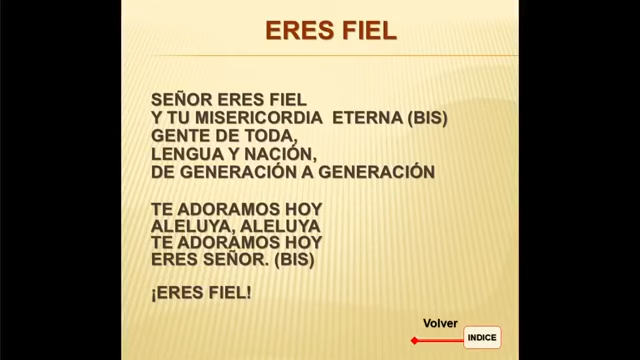 ERES FIEL
SEÑOR ERES FIEL
Y TU MISERICORDIA ETERNA (BIS)
GENTE DE TODA,
LENGUA Y NACIÓN,
DE GENERACIÓN A GENERACIÓN
TE ADORAMOS HOY
ALELUYA, ALELUYA
TE ADORAMOS HOY
ERES SEÑOR. (BIS)
¡ERES FIEL!
Volver
INDICE